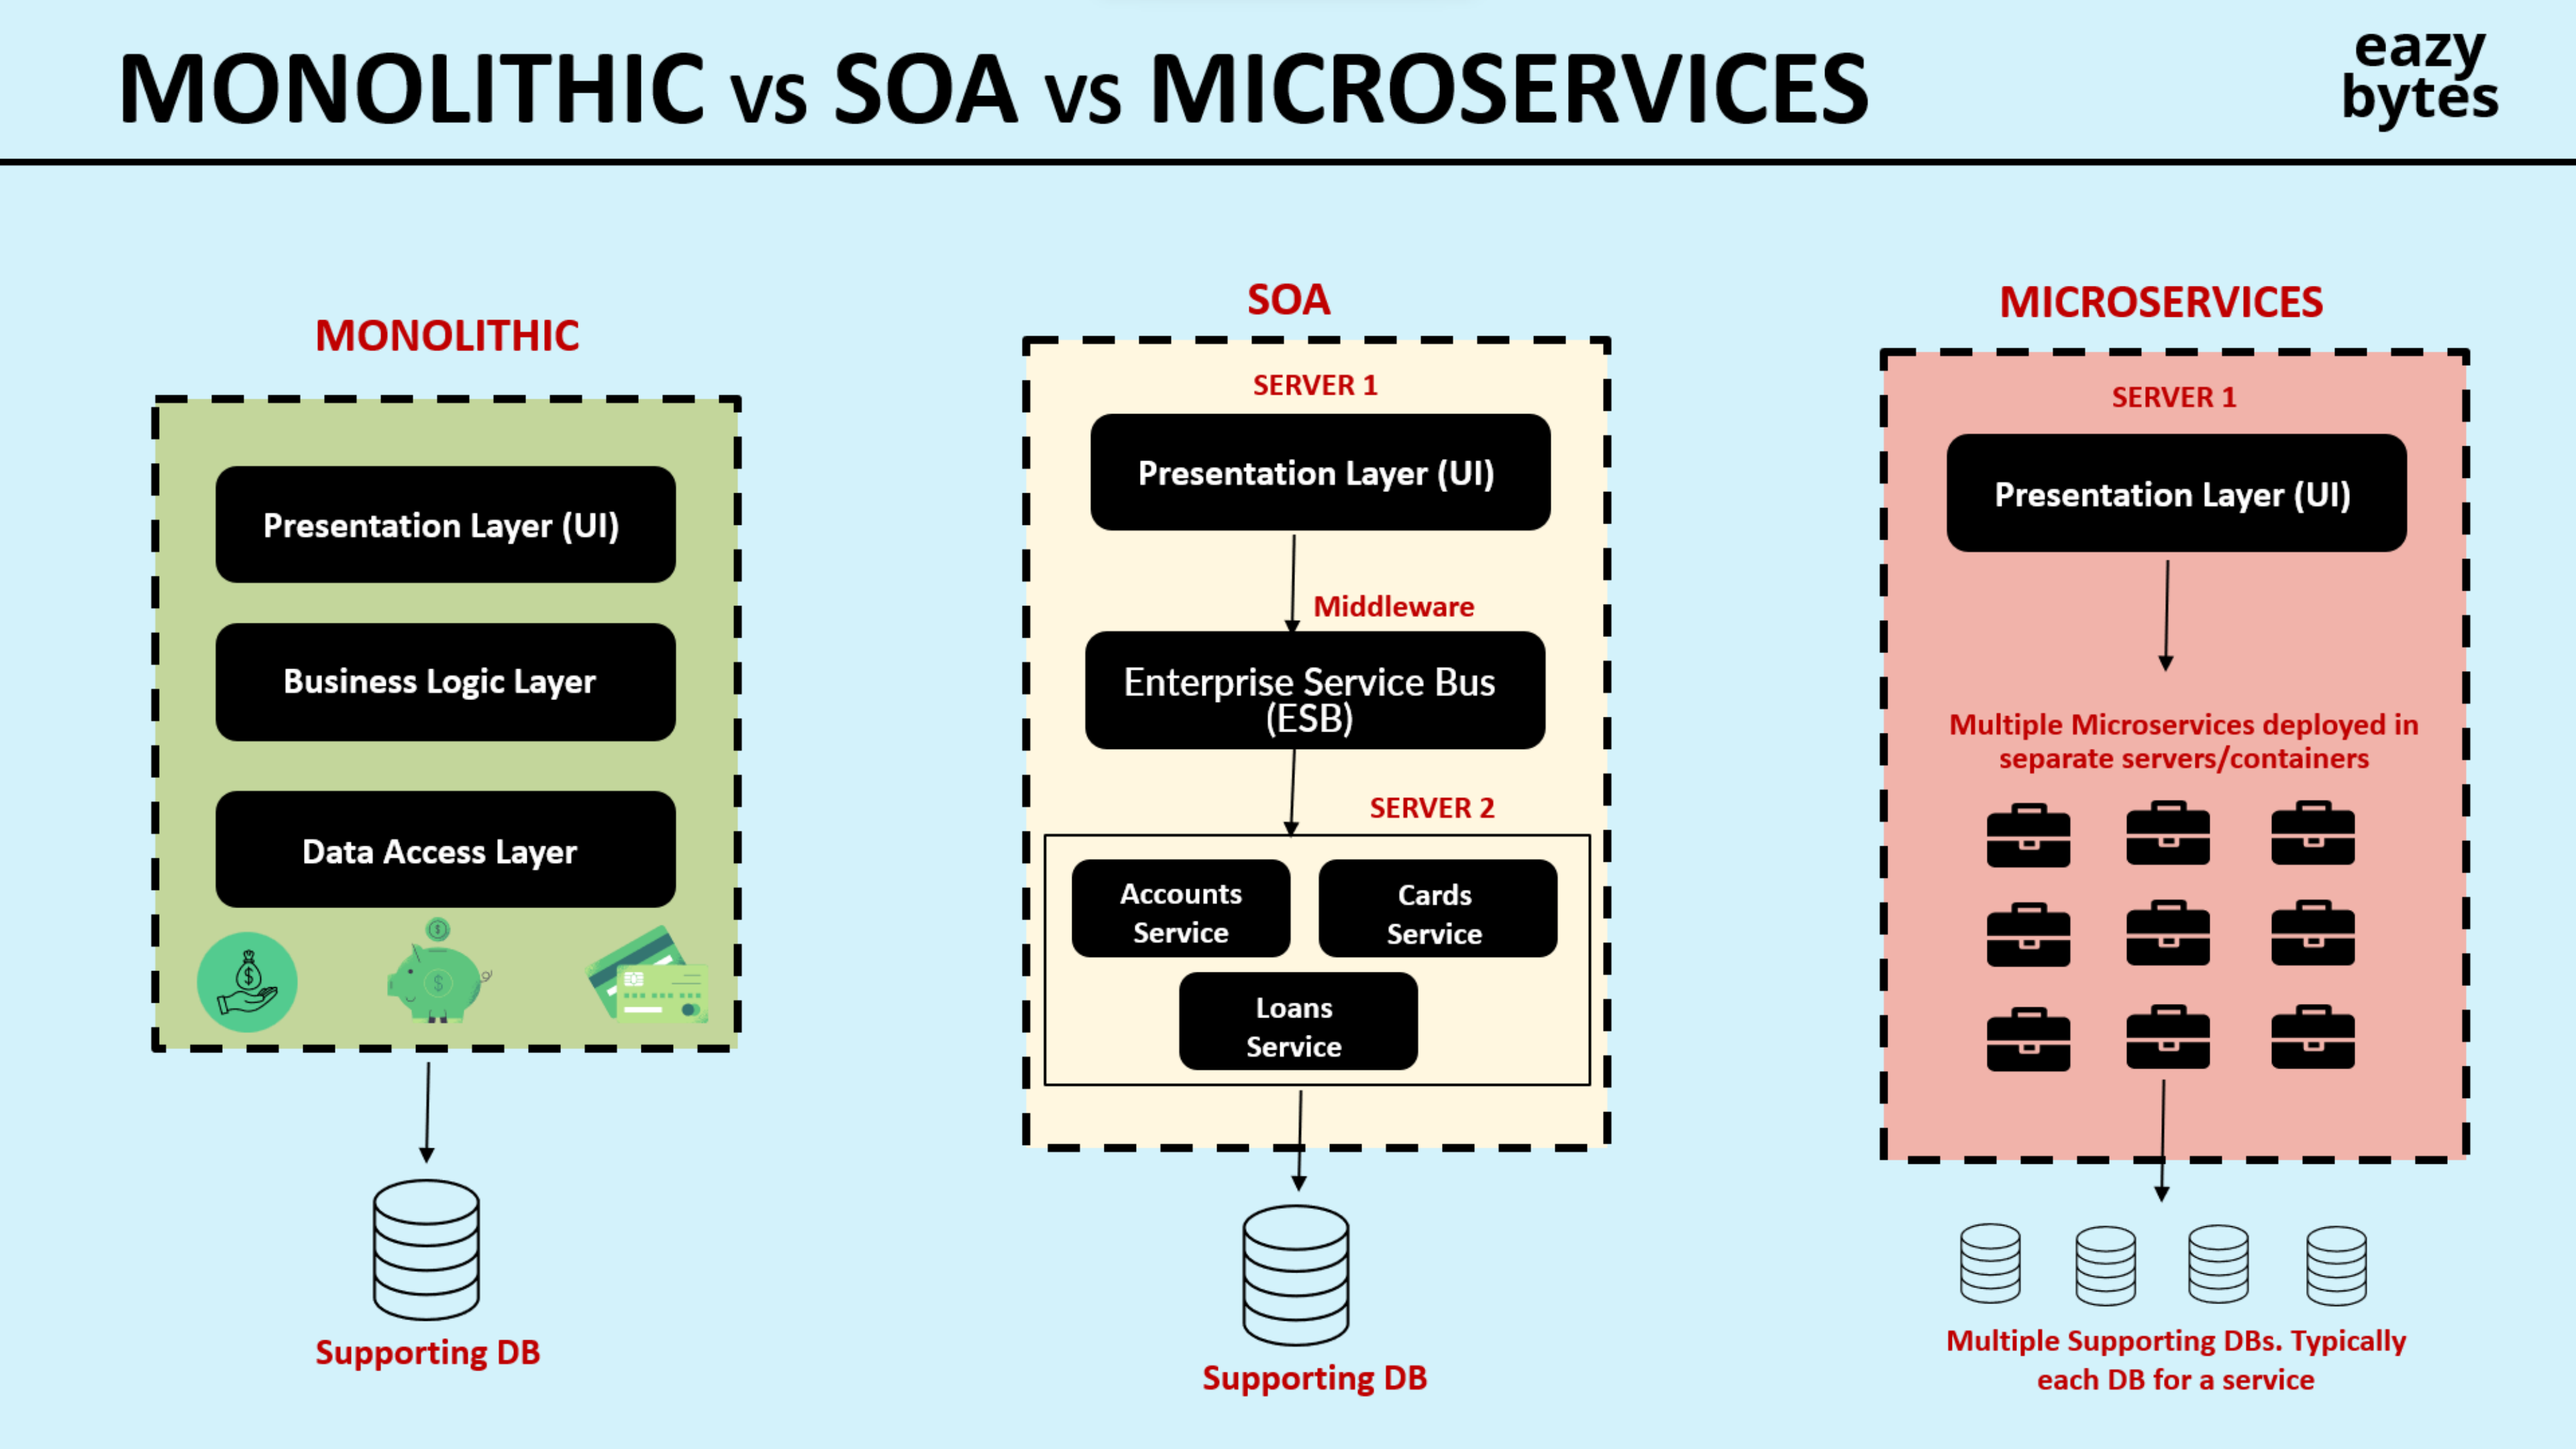 MONOLITHIC vs SOA vs MICROSERVICES
eazy
bytes
MONOLITHIC
Presentation Layer (UI)
Business Logic Layer
Data Access Layer
Supporting DB
SOA
SERVER 1
Presentation Layer (UI)
Middleware
Enterprise Service Bus
(ESB)
SERVER 2
Accounts
Service
Cards
Service
Loans
Service
Supporting DB
MICROSERVICES
SERVER 1
Presentation Layer (UI)
Multiple Microservices deployed in
separate servers/containers
Multiple Supporting DBs. Typically
each DB for a service